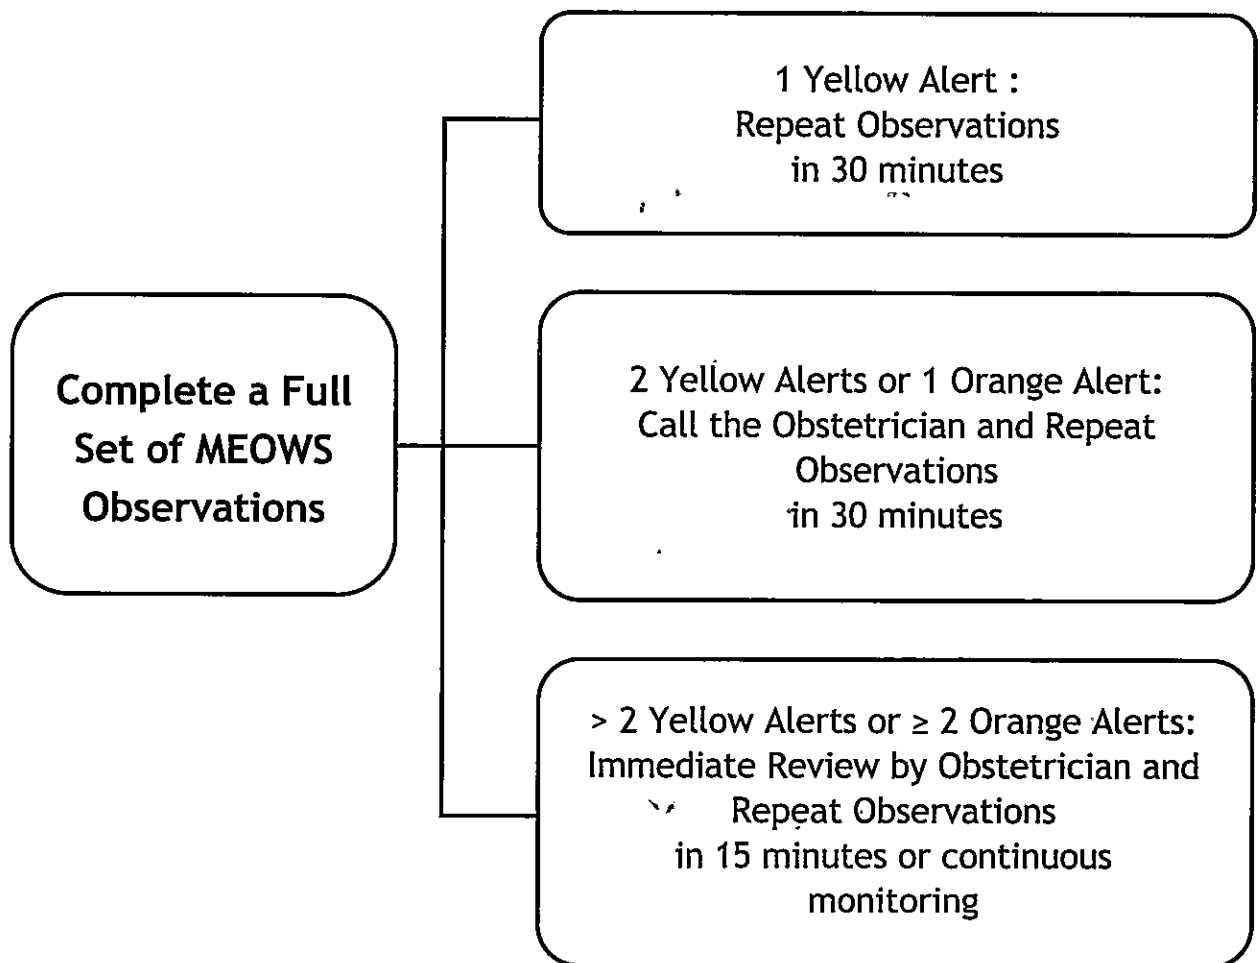 1 Yellow Alert :
Repeat Observations
in 30 minutes
Complete a Full
Set of MEOWS
Observations
2 Yellow Alerts or 1 Orange Alert:
Call the Obstetrician and Repeat
Observations
in 30 minutes
> 2 Yellow Alerts or ≥ 2 Orange Alerts:
Immediate Review by Obstetrician and
Repeat Observations
in 15 minutes or continuous
monitoring